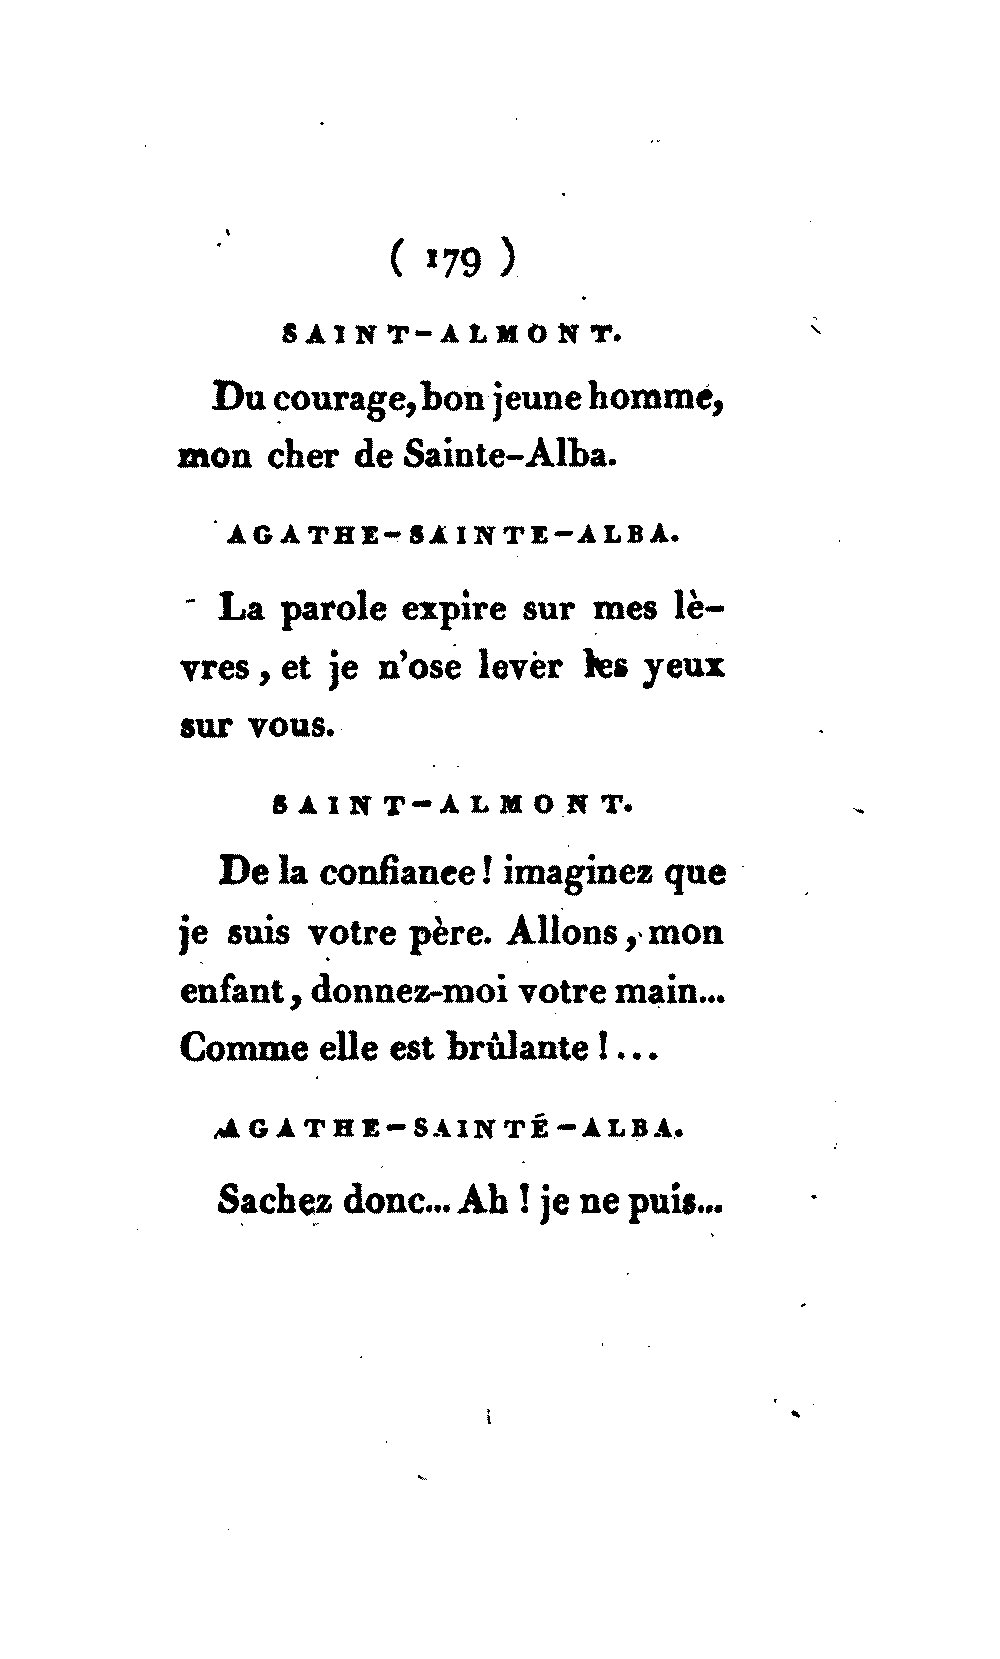 ( 179 )
SAINT-ALMONT.
Du courage, bon jeune homme,
mon cher de Sainte-Alba.
AGATHE-SAINTE-ALBA.
La parole expire sur mes lè-
vres, et je n'ose lever les yeux
sur vous.
SAINT-ALMONT.
De la confiance! imaginez que
je suis votre père. Allons, mon
enfant, donnez-moi votre main...
Comme elle est brûlante!...
AGATHE-SAINTÉ-ALBA.
Sachez donc... Ah! je ne puis...